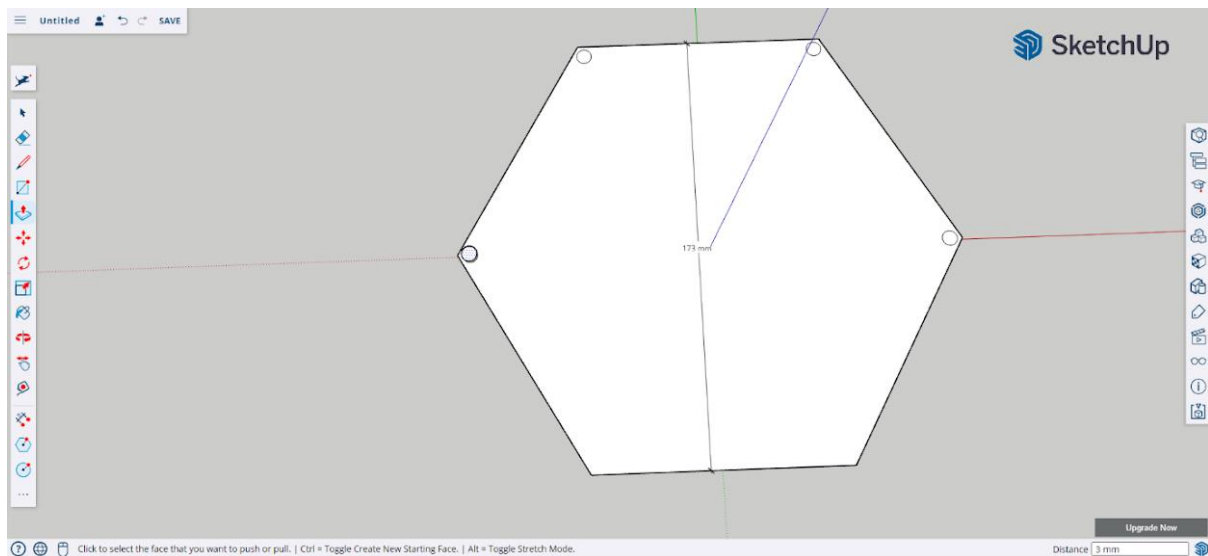 Untitled SAVE
SketchUp
173 mm
Upgrade Now
Click to select the face that you want to push or pull. | Ctrl = Toggle Create New Starting Face. | Alt = Toggle Stretch Mode.
Distance 3 mm